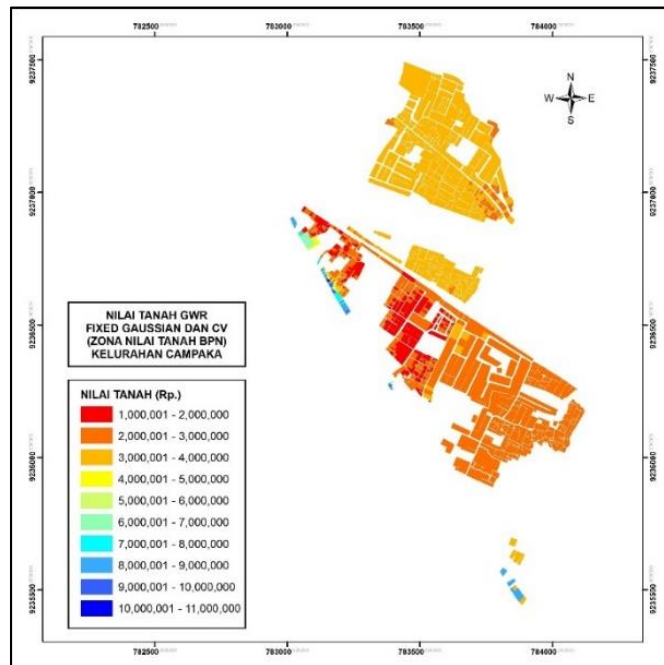 782500 783000 783500 784000
9237500
N
W E
S
9237000
NILAI TANAH GWR
FIXED GAUSSIAN DAN CV
(ZONA NILAI TANAH BPN)
KELURAHAN CAMPAKA
9236500
NILAI TANAH (Rp.)
1,000,001 - 2,000,000
2,000,001 - 3,000,000
3,000,001 - 4,000,000
4,000,001 - 5,000,000
5,000,001 - 6,000,000
6,000,001 - 7,000,000
7,000,001 - 8,000,000
8,000,001 - 9,000,000
9,000,001 - 10,000,000
10,000,001 - 11,000,000
9236000
9235500
782500 783000 783500 784000